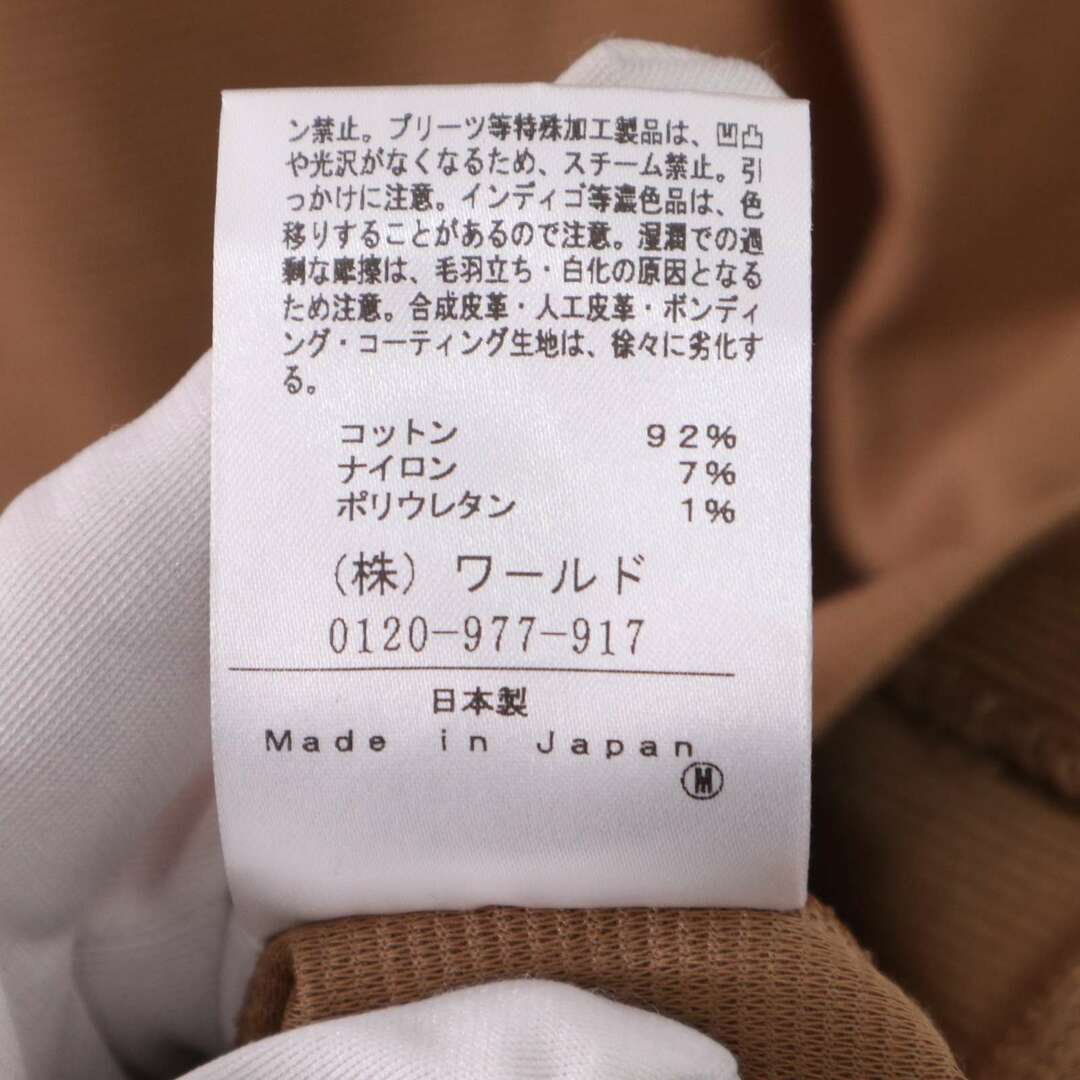 ン禁止。プリーツ等特殊加工製品は、凹凸
や光沢がなくなるため、スチーム禁止。引
っかけに注意。インディゴ等濃色品は、色
移りすることがあるので注意。湿潤での過
剰な摩擦は、毛羽立ち・白化の原因となる
ため注意。合成皮革・人工皮革・ボンディ
ング・コーティング生地は、徐々に劣化す
る。
コットン 92%
ナイロン 7%
ポリウレタン 1%
(株) ワールド
0120-977-917
日本製
Made in Japan
M